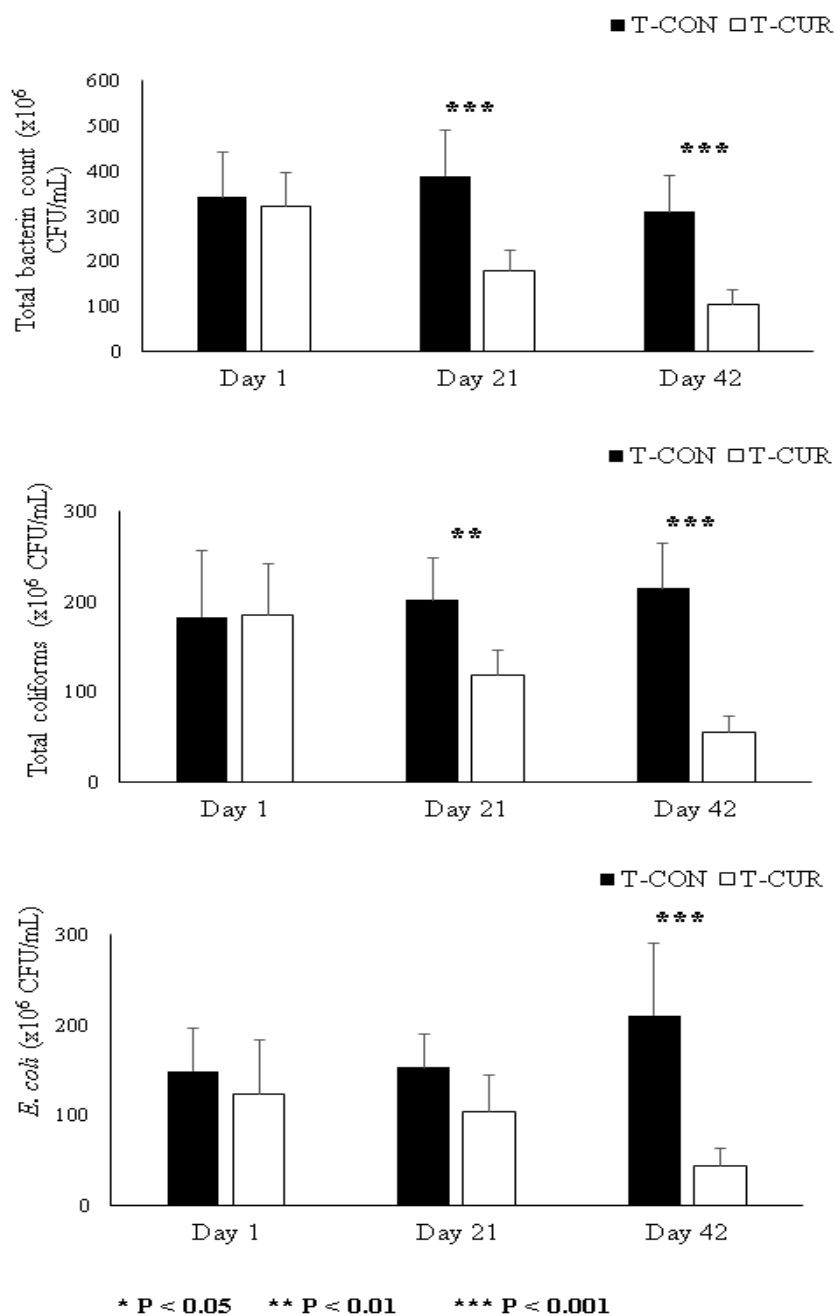 ■ T-CON □ T-CUR
Total bacterin count (x10⁶
CFU/mL)
600
500
400
300
200
100
0
***
***
Day 1 Day 21 Day 42
■ T-CON □ T-CUR
Total coliforms (x10⁶ CFU/mL)
300
200
100
0
**
***
Day 1 Day 21 Day 42
■ T-CON □ T-CUR
E. coli (x10⁶ CFU/mL)
300
200
100
0
***
Day 1 Day 21 Day 42
* P < 0.05 ** P < 0.01 *** P < 0.001